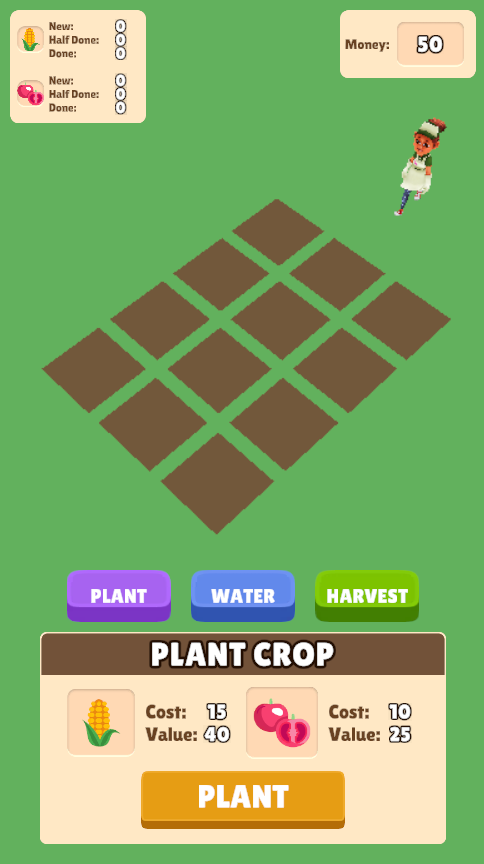 New: 0
Half Done: 0
Done: 0
New: 0
Half Done: 0
Done: 0
Money: 50
PLANT
WATER
HARVEST
PLANT CROP
Cost: 15
Value: 40
Cost: 10
Value: 25
PLANT